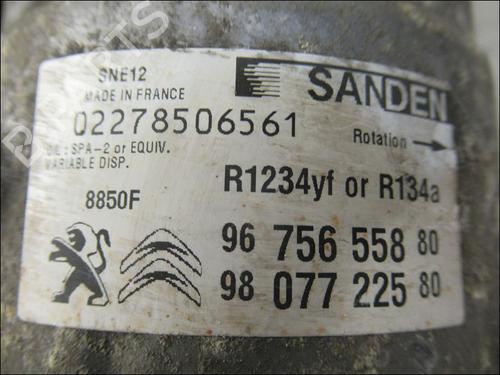 SNE12
SANDEN
MADE IN FRANCE
02278506561
OIL: SPA-2 or EQUIV.
Rotation
VARIABLE DISP.
R1234yf or R134a
8850F
96 756 558 80
98 077 225 80